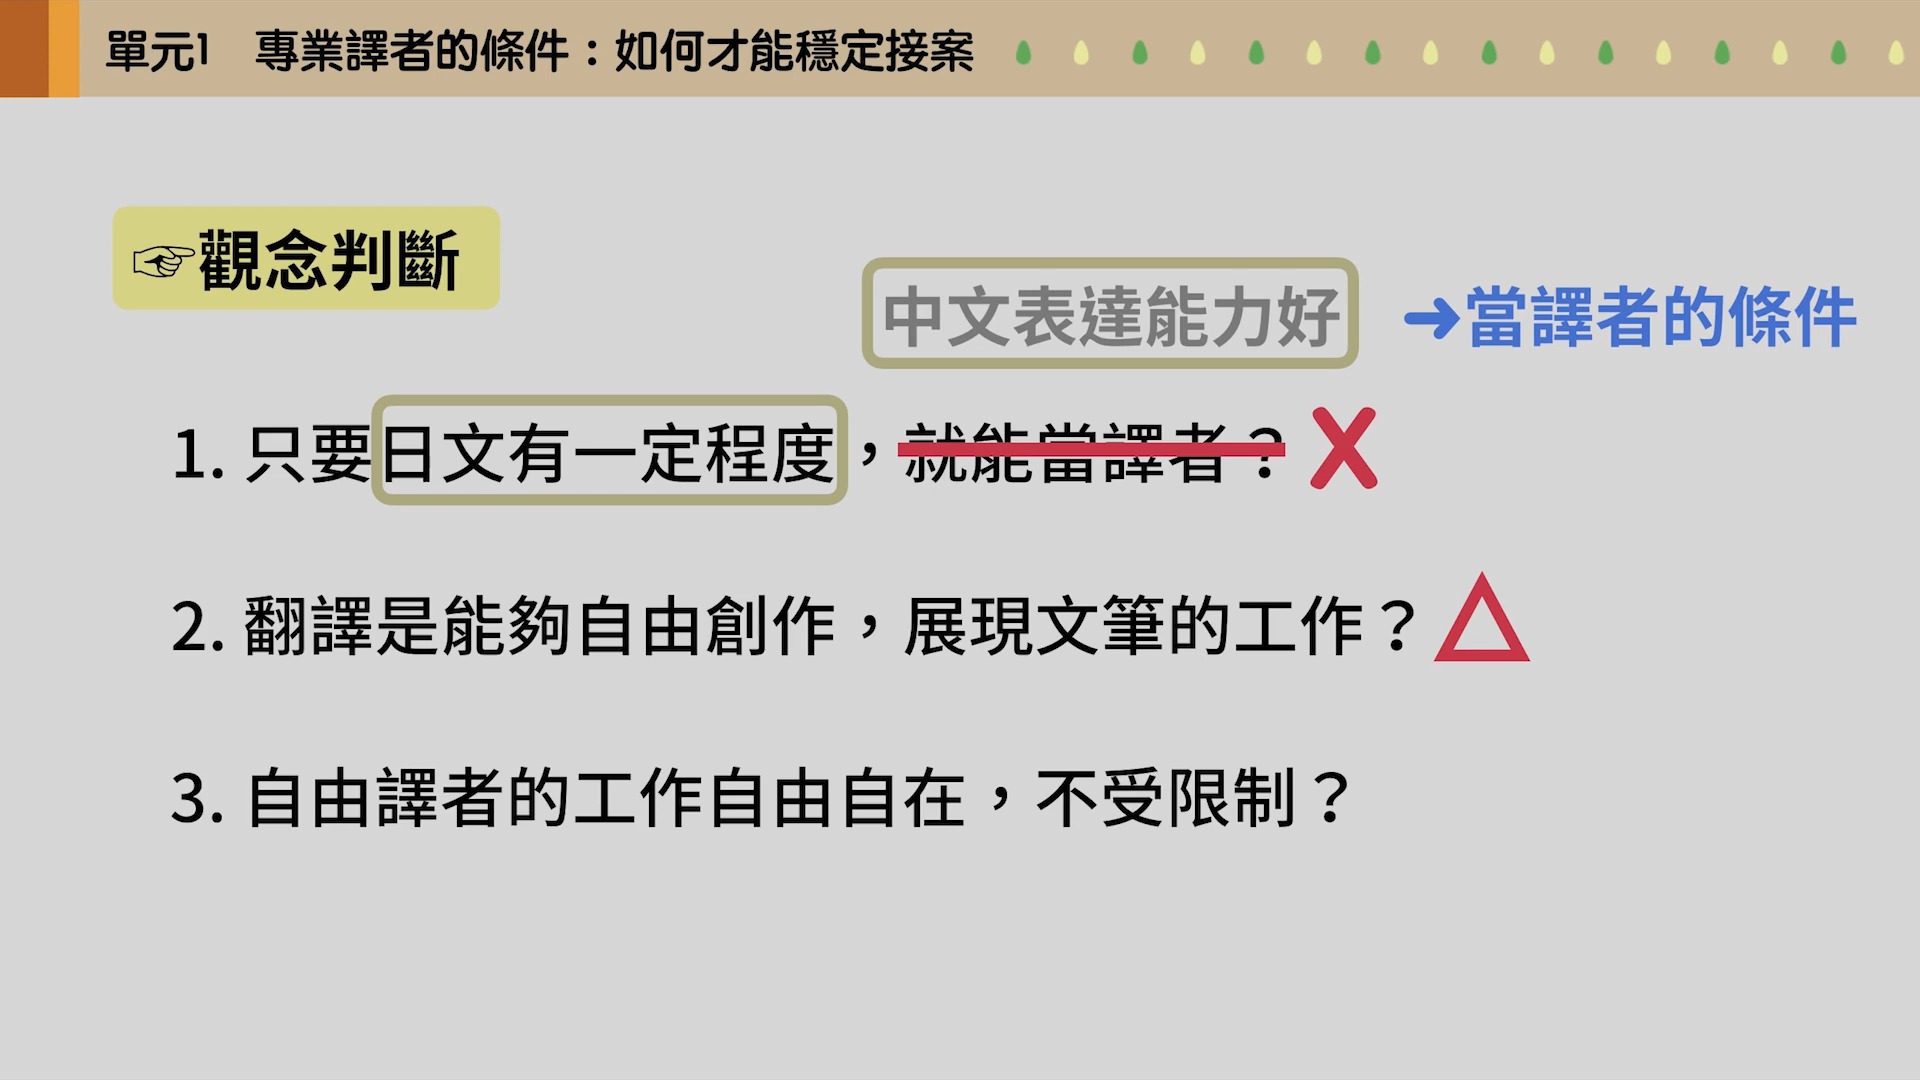 單元1　專業譯者的條件：如何才能穩定接案
☞觀念判斷
中文表達能力好 ➜當譯者的條件
1. 只要日文有一定程度，就能當譯者？ X
2. 翻譯是能夠自由創作，展現文筆的工作？ △
3. 自由譯者的工作自由自在，不受限制？